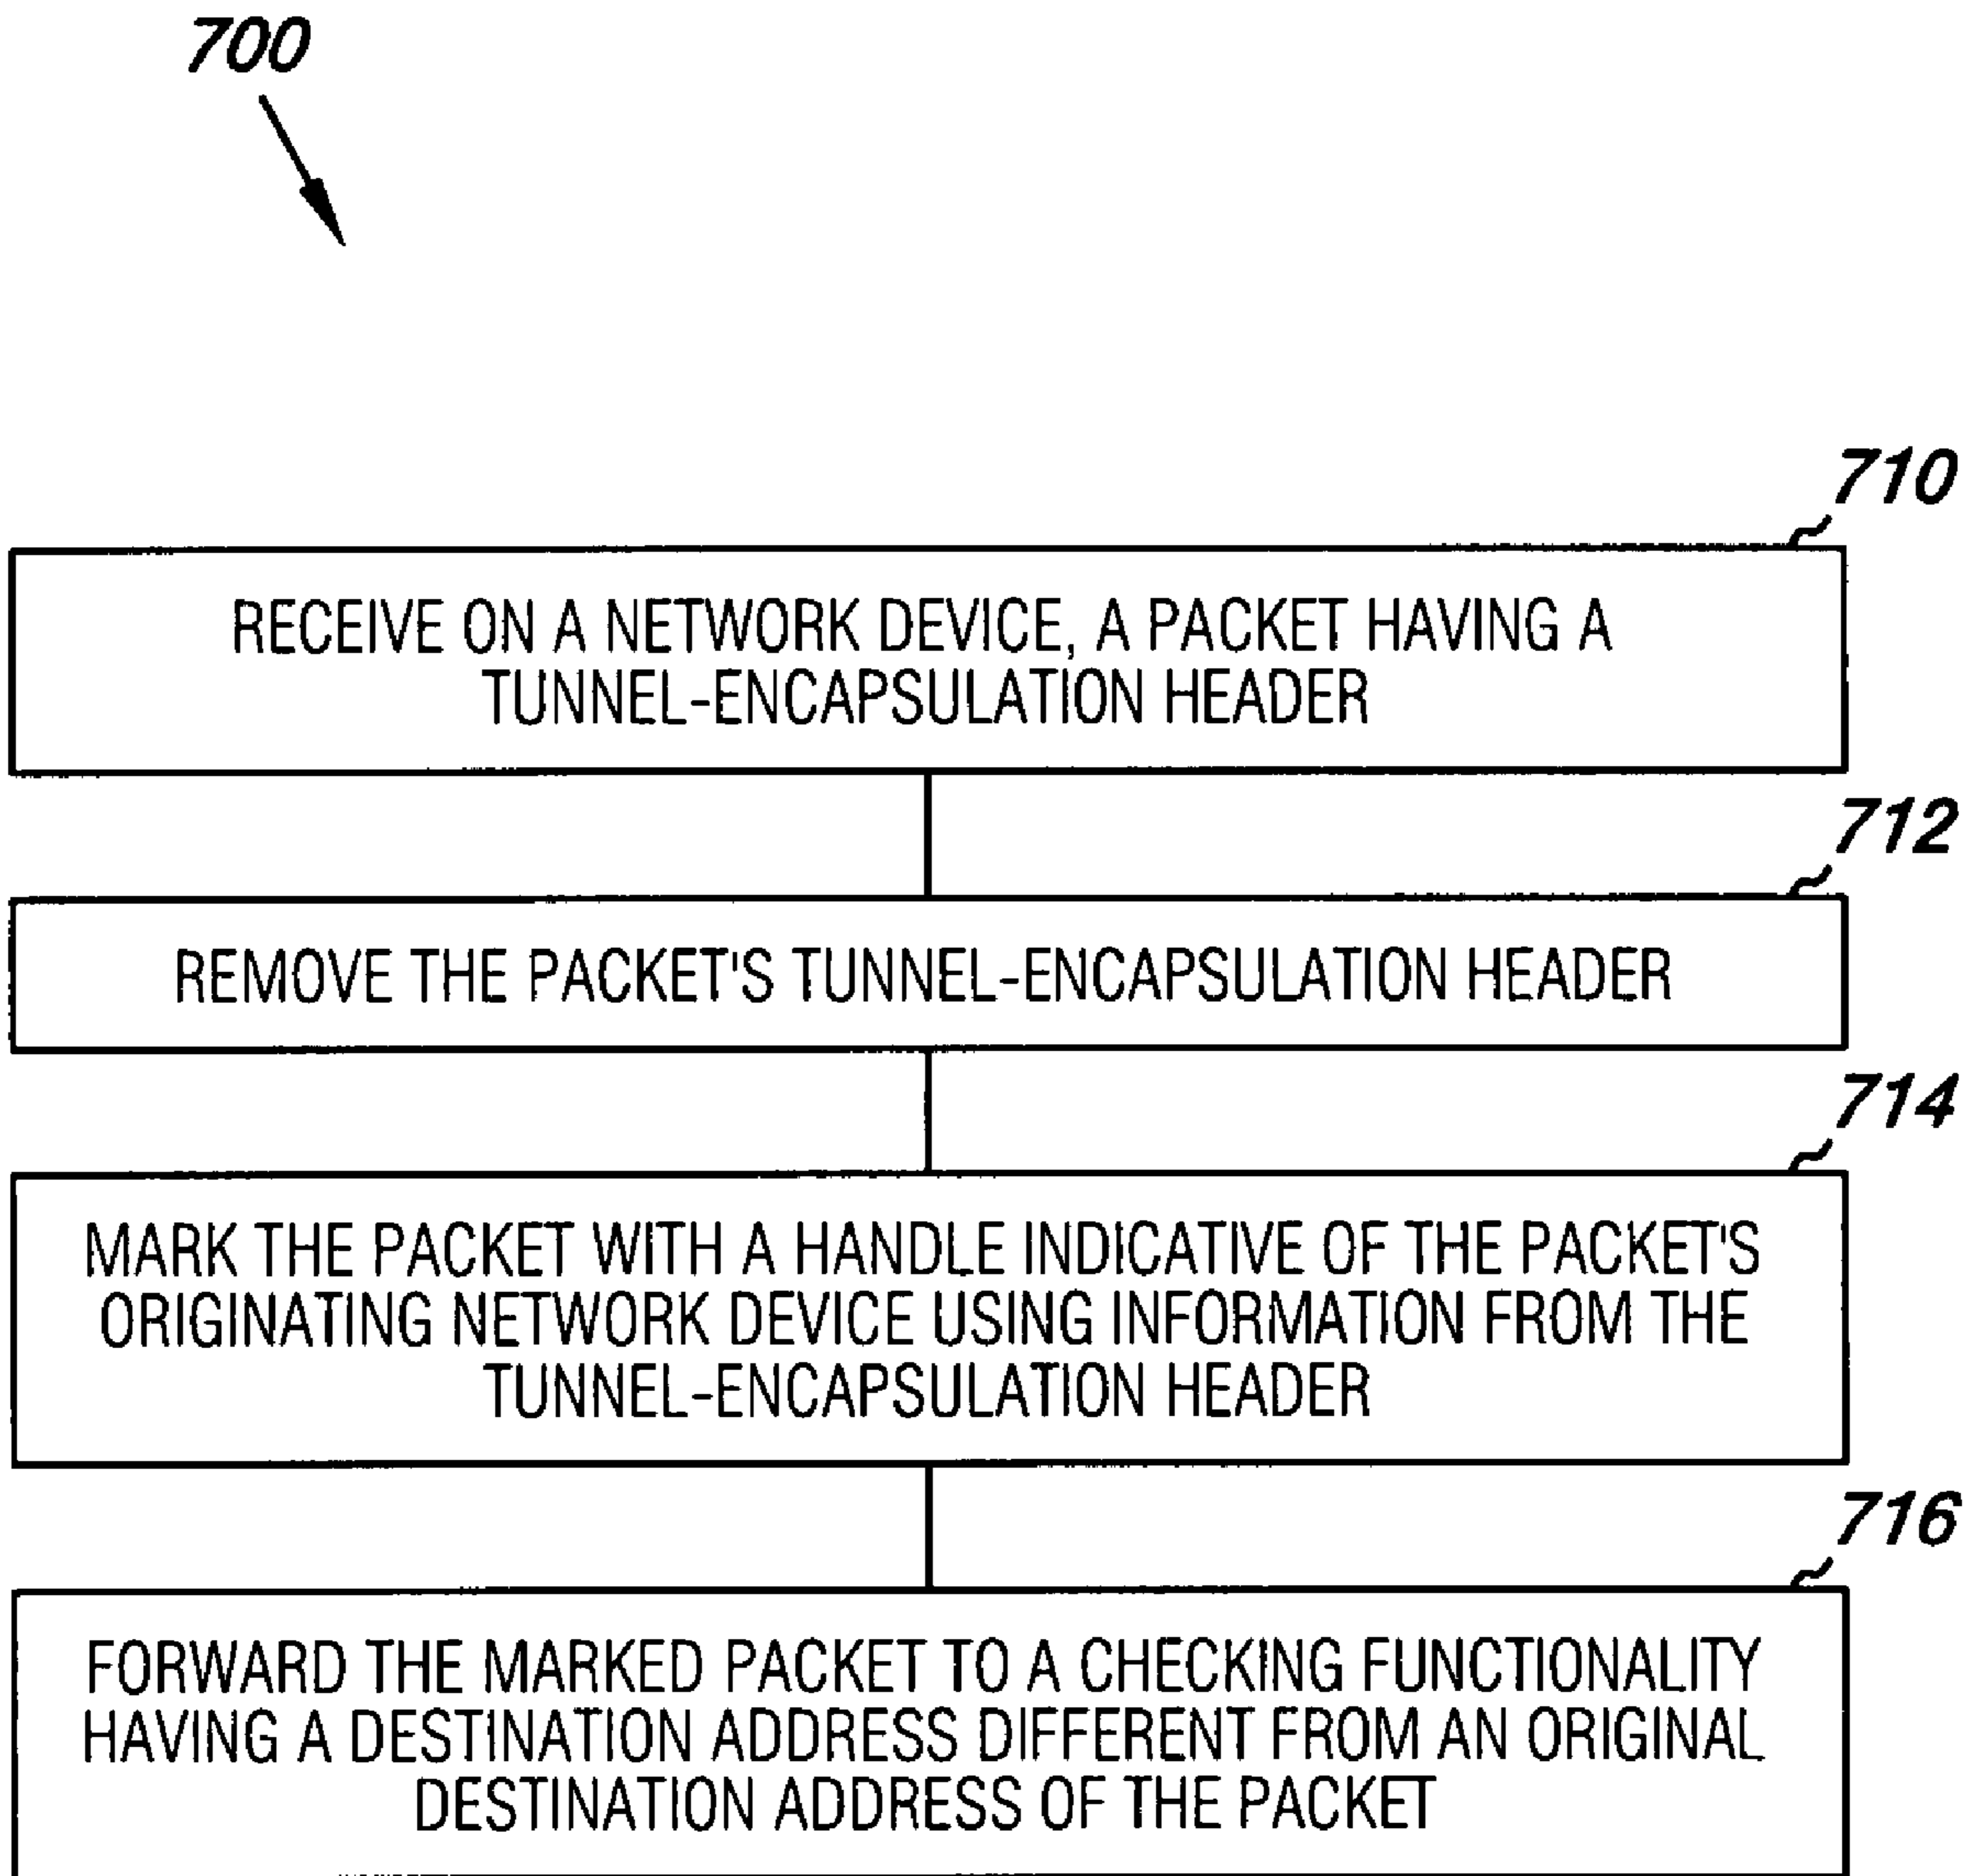 700
710
RECEIVE ON A NETWORK DEVICE, A PACKET HAVING A
TUNNEL-ENCAPSULATION HEADER
712
REMOVE THE PACKET'S TUNNEL-ENCAPSULATION HEADER
714
MARK THE PACKET WITH A HANDLE INDICATIVE OF THE PACKET'S
ORIGINATING NETWORK DEVICE USING INFORMATION FROM THE
TUNNEL-ENCAPSULATION HEADER
716
FORWARD THE MARKED PACKET TO A CHECKING FUNCTIONALITY
HAVING A DESTINATION ADDRESS DIFFERENT FROM AN ORIGINAL
DESTINATION ADDRESS OF THE PACKET